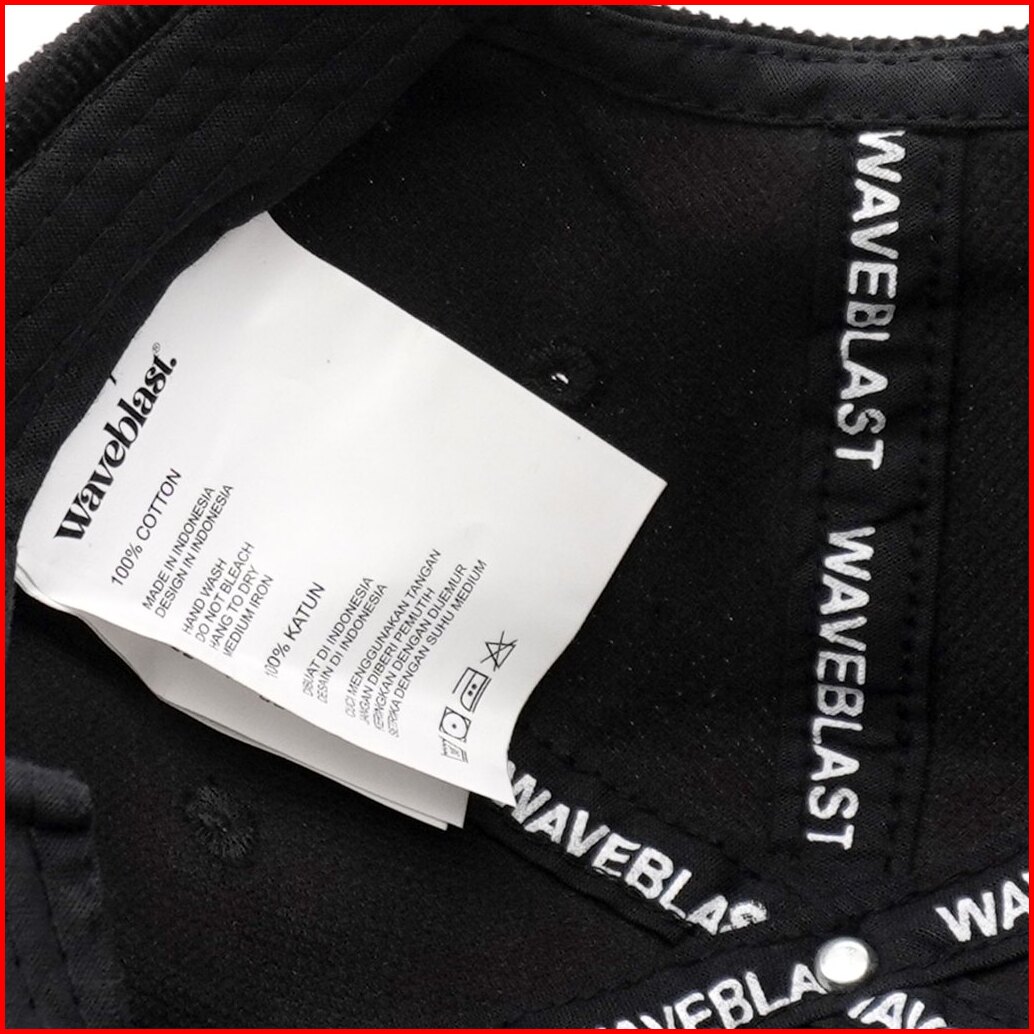 waveblast.®
100% COTTON
MADE IN INDONESIA
DESIGN IN INDONESIA
HAND WASH
DO NOT BLEACH
HANG TO DRY
MEDIUM IRON
100% KATUN
DIBUAT DI INDONESIA
DESAIN DI INDONESIA
CUCI MENGGUNAKAN TANGAN
JANGAN DIBERI PEMUTIH
KERINGKAN DENGAN DIJEMUR
SETRIKA DENGAN SUHU MEDIUM
WAVEBLAST WAVEBLAST
WAVEBLAS
WA
WAVEBLA
WAV